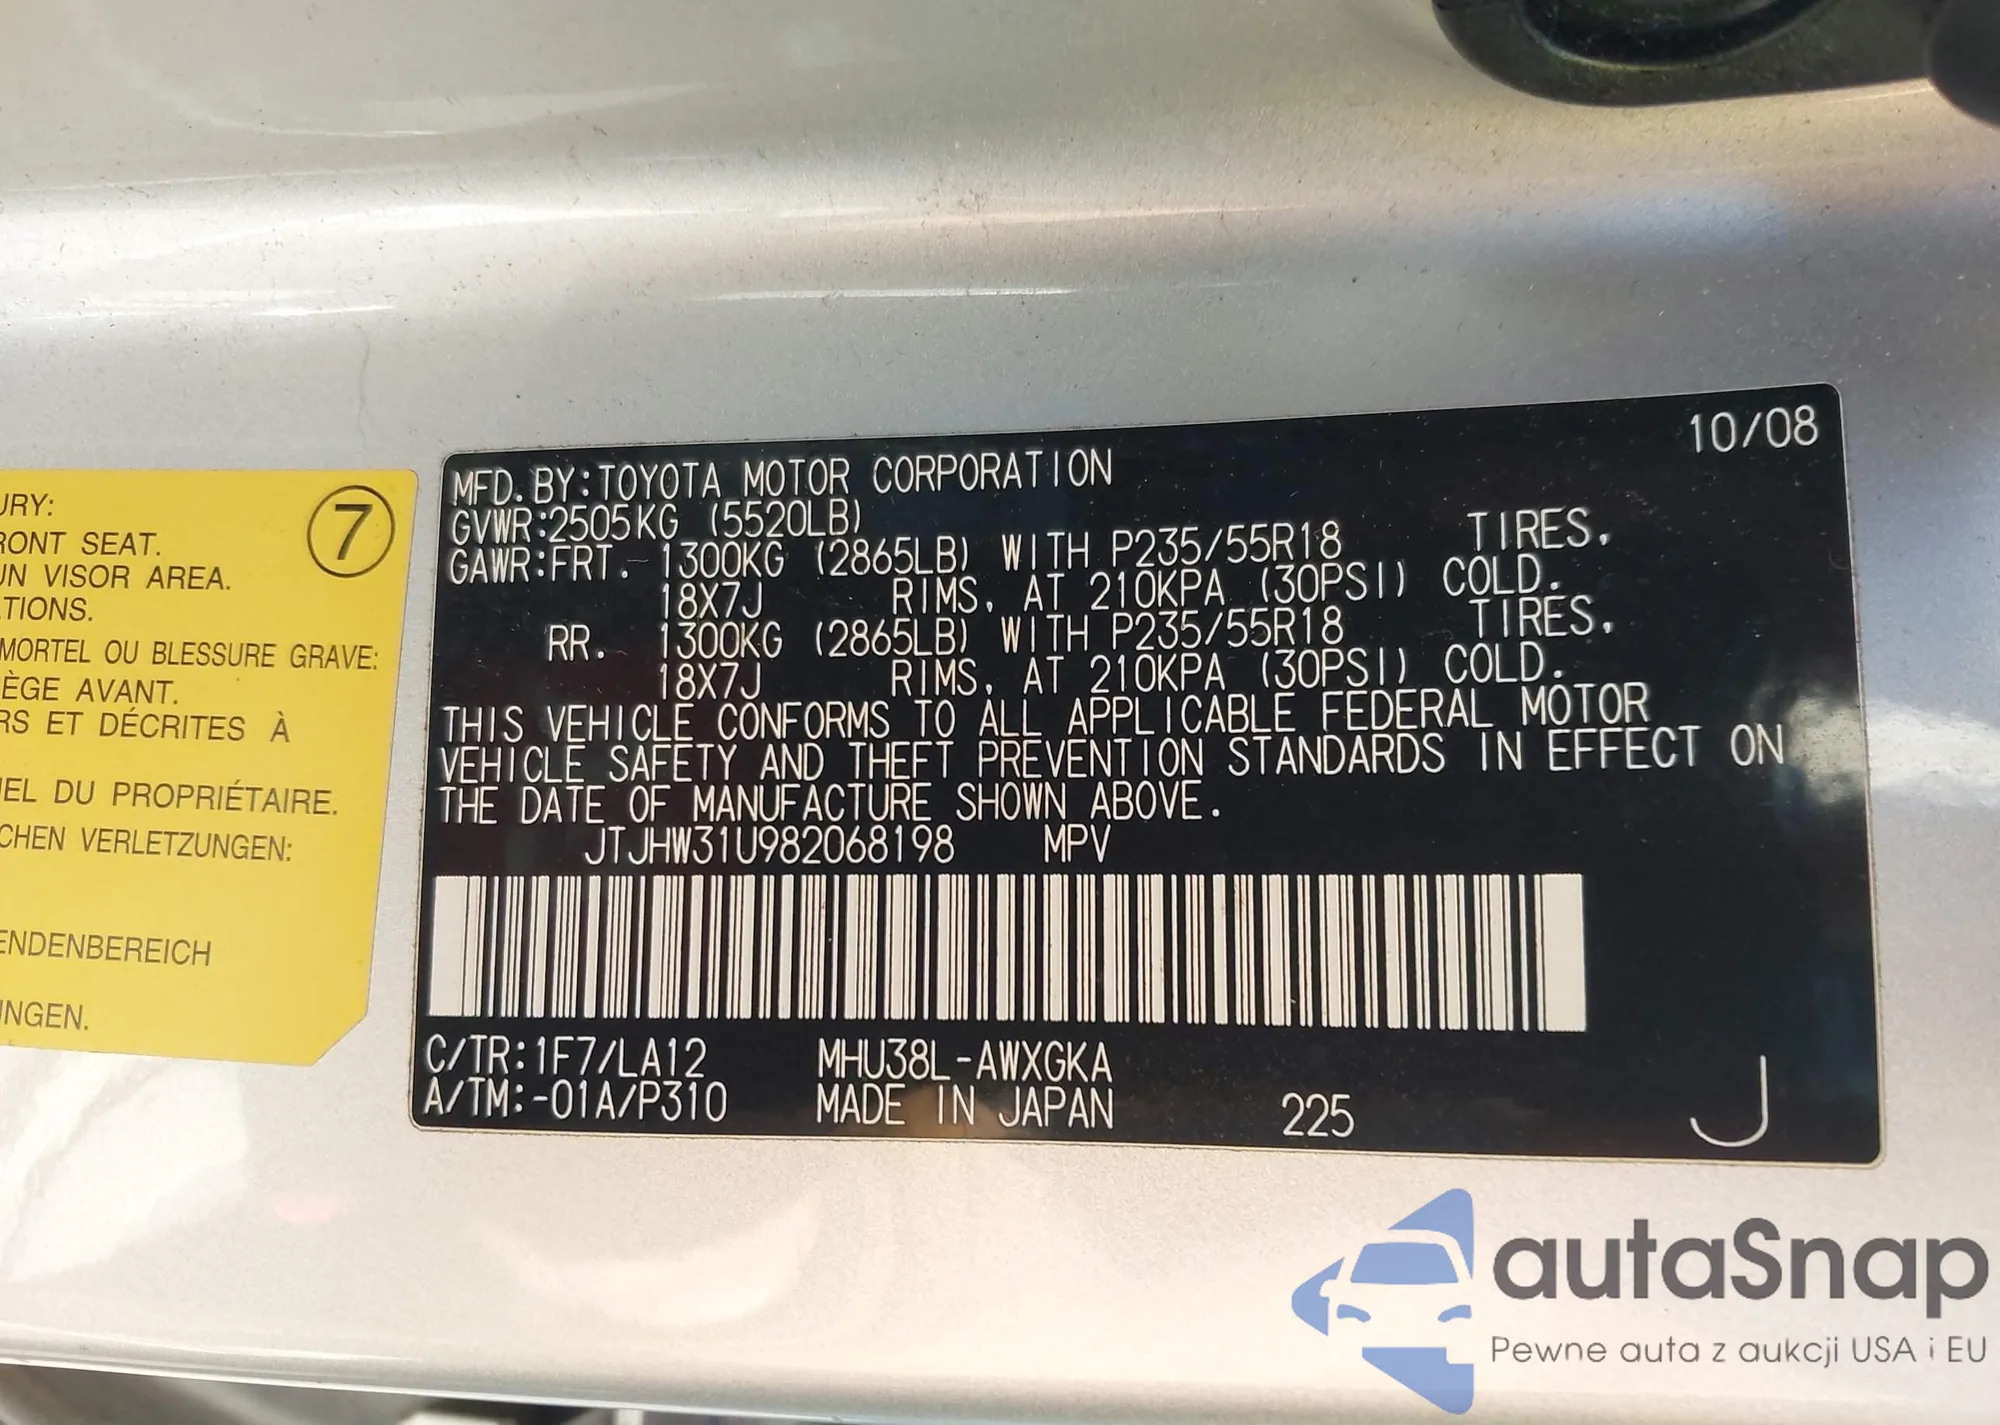 URY:
RONT SEAT.
UN VISOR AREA.
ATIONS.
MORTEL OU BLESSURE GRAVE:
IÈGE AVANT.
RS ET DÉCRITES À
IEL DU PROPRIÉTAIRE.
CHEN VERLETZUNGEN:
ENDENBEREICH
UNGEN.
7
10/08
MFD. BY: TOYOTA MOTOR CORPORATION
GVWR: 2505KG (5520LB)
GAWR: FRT. 1300KG (2865LB) WITH P235/55R18 TIRES,
18X7J RIMS, AT 210KPA (30PSI) COLD.
RR. 1300KG (2865LB) WITH P235/55R18 TIRES,
18X7J RIMS, AT 210KPA (30PSI) COLD.
THIS VEHICLE CONFORMS TO ALL APPLICABLE FEDERAL MOTOR
VEHICLE SAFETY AND THEFT PREVENTION STANDARDS IN EFFECT ON
THE DATE OF MANUFACTURE SHOWN ABOVE.
JTJHW31U982068198 MPV
C/TR: 1F7/LA12 MHU38L-AWXGKA
A/TM: -01A/P310 MADE IN JAPAN 225 J
autaSnap
Pewne auta z aukcji USA i EU